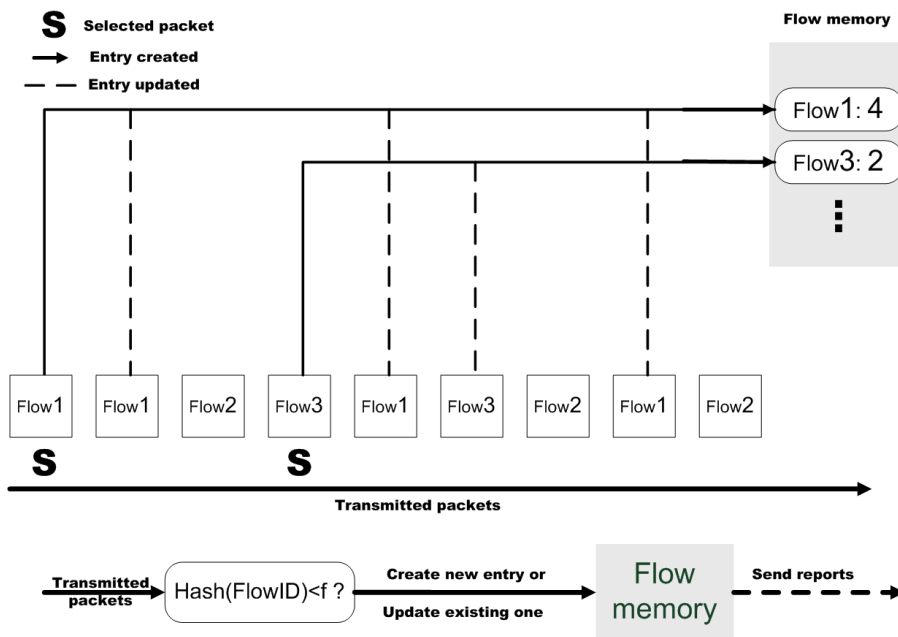 Flow memory
S Selected packet
Entry created
Entry updated
Flow1: 4
Flow3: 2
Flow1 Flow1 Flow2 Flow3 Flow1 Flow3 Flow2 Flow1 Flow2
S S
Transmitted packets
Transmitted
packets
Hash(FlowID)<f ?
Create new entry or
Update existing one
Flow
memory
Send reports